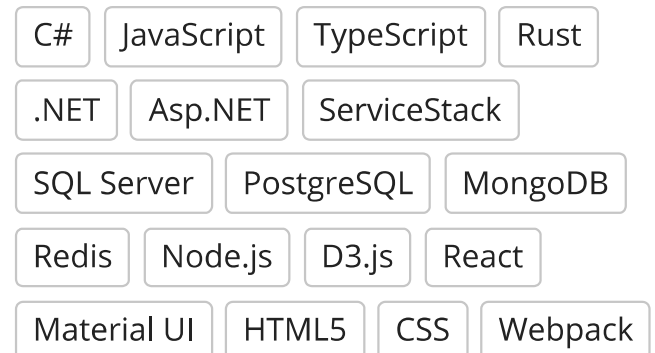 C# JavaScript TypeScript Rust
.NET Asp.NET ServiceStack
SQL Server PostgreSQL MongoDB
Redis Node.js D3.js React
Material UI HTML5 CSS Webpack